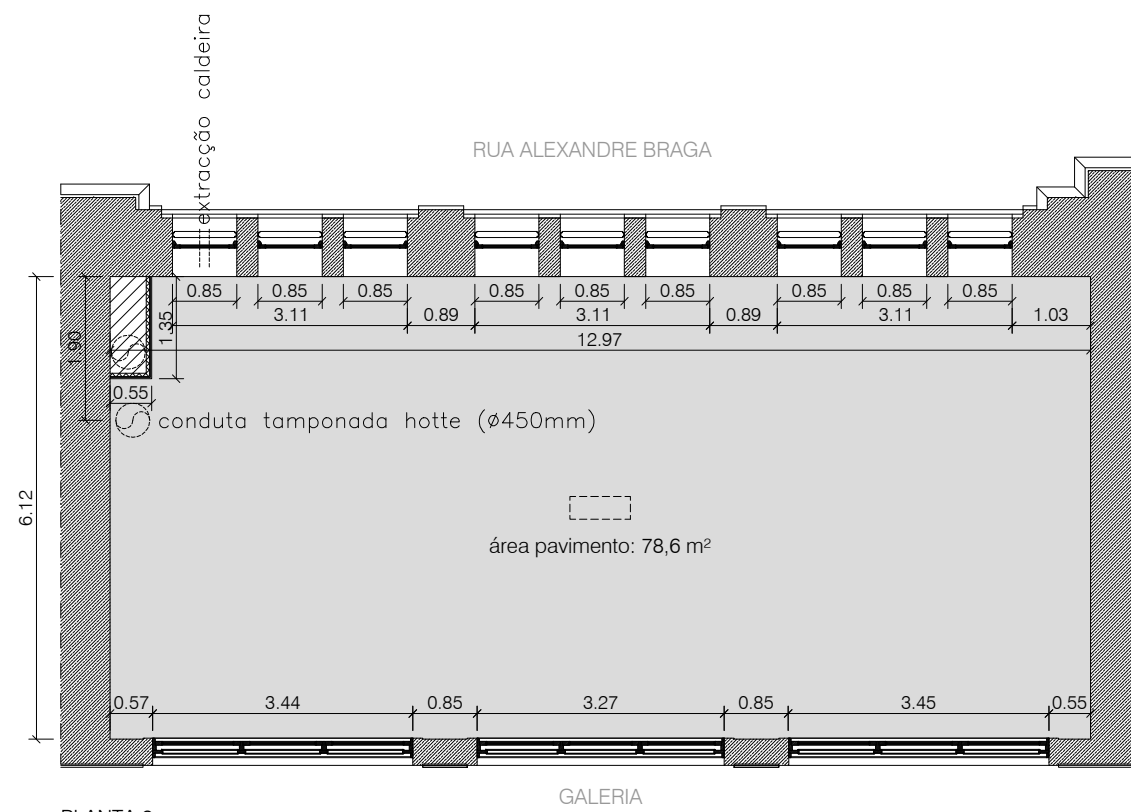 extracção caldeira
RUA ALEXANDRE BRAGA
0.85 0.85 0.85 0.85 0.85 0.85 0.85 0.85 0.85
3.11 0.89 3.11 0.89 3.11 1.03
1.35
12.97
1.90
0.55
conduta tamponada hotte (ø450mm)
6.12
área pavimento: 78,6 m²
0.57 3.44 0.85 3.27 0.85 3.45 0.55
GALERIA